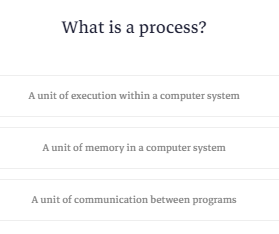 What is a process?
A unit of execution within a computer system
A unit of memory in a computer system
A unit of communication between programs